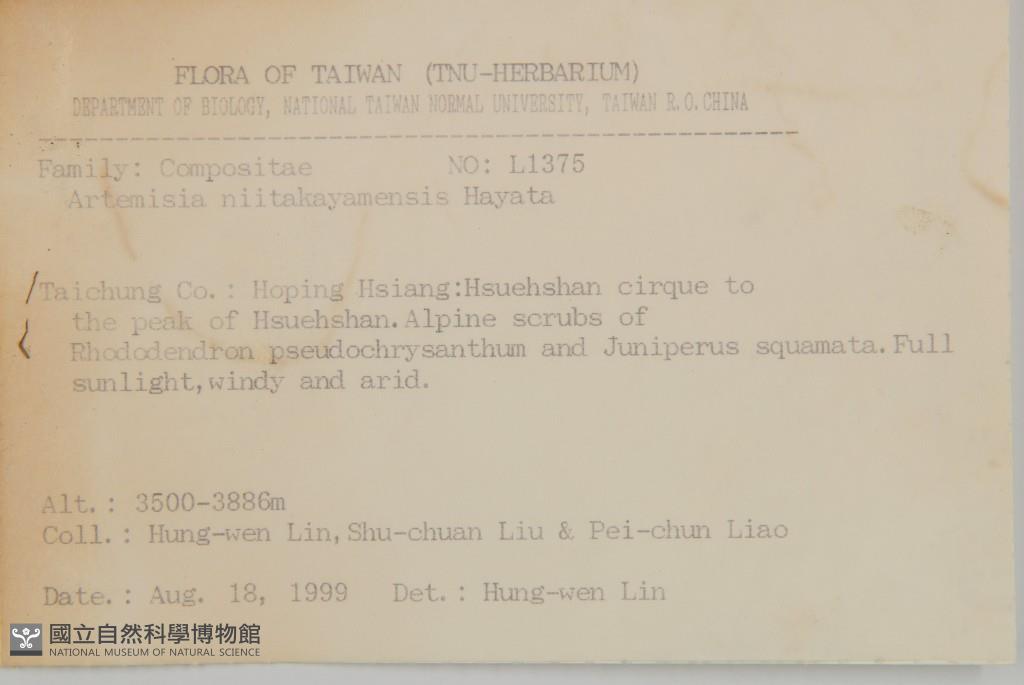 FLORA OF TAIWAN (TNU-HERBARIUM)
DEPARTMENT OF BIOLOGY, NATIONAL TAIWAN NORMAL UNIVERSITY, TAIWAN R.O.CHINA
Family: Compositae NO: L1375
Artemisia niitakayamensis Hayata
Taichung Co.: Hoping Hsiang:Hsuehshan cirque to
the peak of Hsuehshan.Alpine scrubs of
Rhododendron pseudochrysanthum and Juniperus squamata.Full
sunlight,windy and arid.
Alt.: 3500-3886m
Coll.: Hung-wen Lin,Shu-chuan Liu & Pei-chun Liao
Date.: Aug. 18, 1999 Det.: Hung-wen Lin
國立自然科學博物館
NATIONAL MUSEUM OF NATURAL SCIENCE